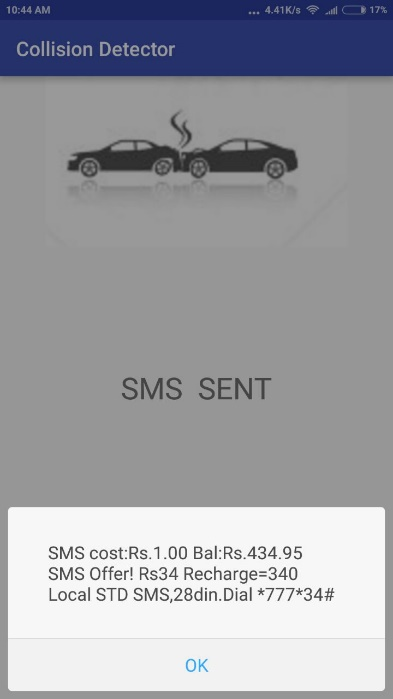 10:44 AM ... 4.41K/s 17%
Collision Detector
SMS SENT
SMS cost:Rs.1.00 Bal:Rs.434.95
SMS Offer! Rs34 Recharge=340
Local STD SMS,28din.Dial *777*34#
OK